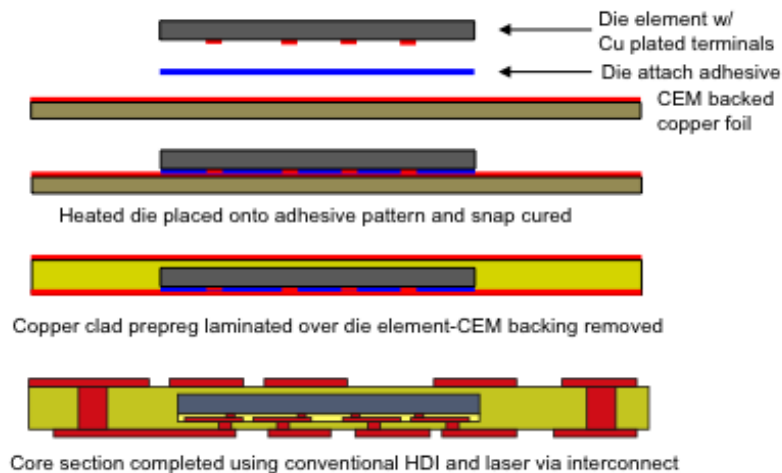 Die element w/
Cu plated terminals
Die attach adhesive
CEM backed
copper foil
Heated die placed onto adhesive pattern and snap cured
Copper clad prepreg laminated over die element-CEM backing removed
Core section completed using conventional HDI and laser via interconnect